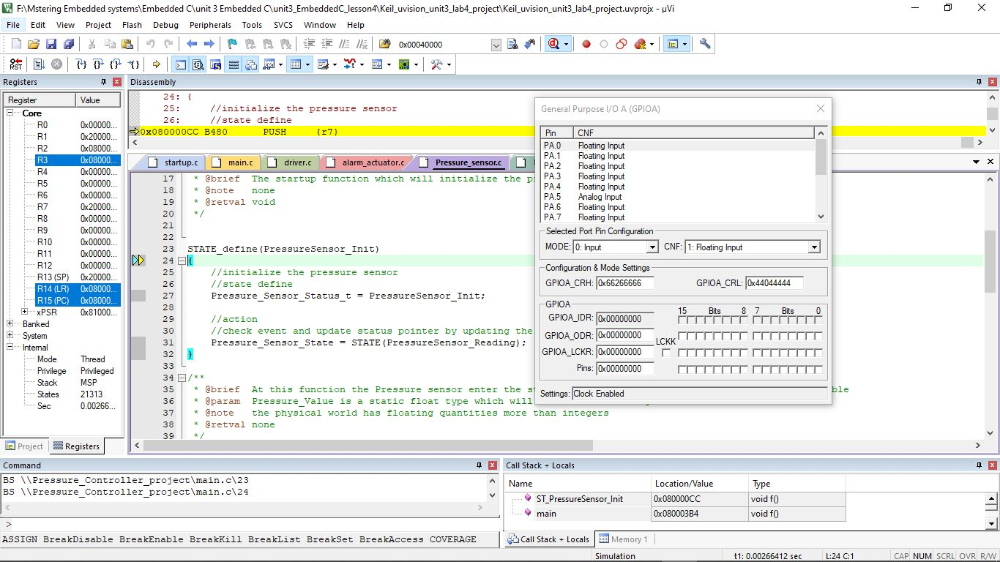 F:\Mstering Embedded systems\Embedded C\unit 3 Embedded C\unit3_EmbeddedC_lesson4\Keil_uvision_unit3_lab4_project\Keil_uvision_unit3_lab4_project.uvprojx - µVi
File Edit View Project Flash Debug Peripherals Tools SVCS Window Help
0x00040000
RST
Registers
Register Value
Core
R0 0x00000...
R1 0x20000...
R2 0x08000...
R3 0x08000...
R4 0x00000...
R5 0x00000...
R6 0x00000...
R7 0x20000...
R8 0x00000...
R9 0x00000...
R10 0x00000...
R11 0x00000...
R12 0x00000...
R13 (SP) 0x20000...
R14 (LR) 0x08000...
R15 (PC) 0x08000...
xPSR 0x81000...
Banked
System
Internal
Mode Thread
Privilege Privileged
Stack MSP
States 21313
Sec 0.00266...
Project Registers
Disassembly
24: {
25: //initialize the pressure sensor
26: //state define
0x080000CC B480 PUSH {r7}
startup.c main.c driver.c alarm_actuator.c Pressure_sensor.c
17 * @brief The startup function which will initialize the p
18 * @note none
19 * @retval void
20 */
21
22
23 STATE_define(PressureSensor_Init)
24 {
25 //initialize the pressure sensor
26 //state define
27 Pressure_Sensor_Status_t = PressureSensor_Init;
28
29 //action
30 //check event and update status pointer by updating the
31 Pressure_Sensor_State = STATE(PressureSensor_Reading);
32 }
33
34 /**
35 * @brief At this function the Pressure sensor enter the s ble
36 * @param Pressure_Value is a static float type which will
37 * @note the physical world has floating quantities more than integers
38 * @retval none
39 */
General Purpose I/O A (GPIOA)
Pin CNF
PA.0 Floating Input
PA.1 Floating Input
PA.2 Floating Input
PA.3 Floating Input
PA.4 Floating Input
PA.5 Analog Input
PA.6 Floating Input
PA.7 Floating Input
Selected Port Pin Configuration
MODE: 0: Input CNF: 1: Floating Input
Configuration & Mode Settings
GPIOA_CRH: 0x66266666 GPIOA_CRL: 0x44044444
GPIOA
15 Bits 8 7 Bits 0
GPIOA_IDR: 0x00000000
GPIOA_ODR: 0x00000000
LCKK
GPIOA_LCKR: 0x00000000
Pins: 0x00000000
Settings: Clock Enabled
Command
BS \\Pressure_Controller_project\main.c\23
BS \\Pressure_Controller_project\main.c\24
>
ASSIGN BreakDisable BreakEnable BreakKill BreakList BreakSet BreakAccess COVERAGE
Call Stack + Locals
Name Location/Value Type
ST_PressureSensor_Init 0x080000CC void f()
main 0x080003B4 void f()
Call Stack + Locals Memory 1
Simulation t1: 0.00266412 sec L:24 C:1 CAP NUM SCRL OVR R/W